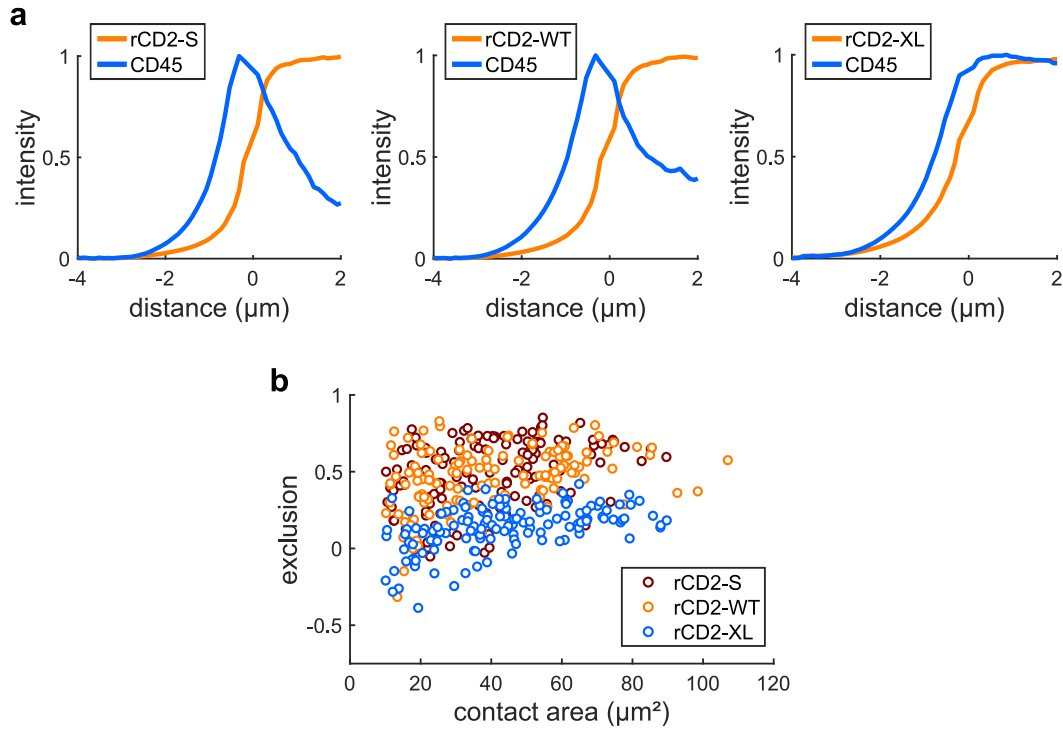 a
rCD2-S
CD45
rCD2-WT
CD45
rCD2-XL
CD45
1
0.5
0
intensity
-4
-2
0
2
distance (µm)
1
0.5
0
intensity
-4
-2
0
2
distance (µm)
1
0.5
0
intensity
-4
-2
0
2
distance (µm)
b
1
0.5
0
-0.5
exclusion
rCD2-S
rCD2-WT
rCD2-XL
0
20
40
60
80
100
120
contact area (µm²)